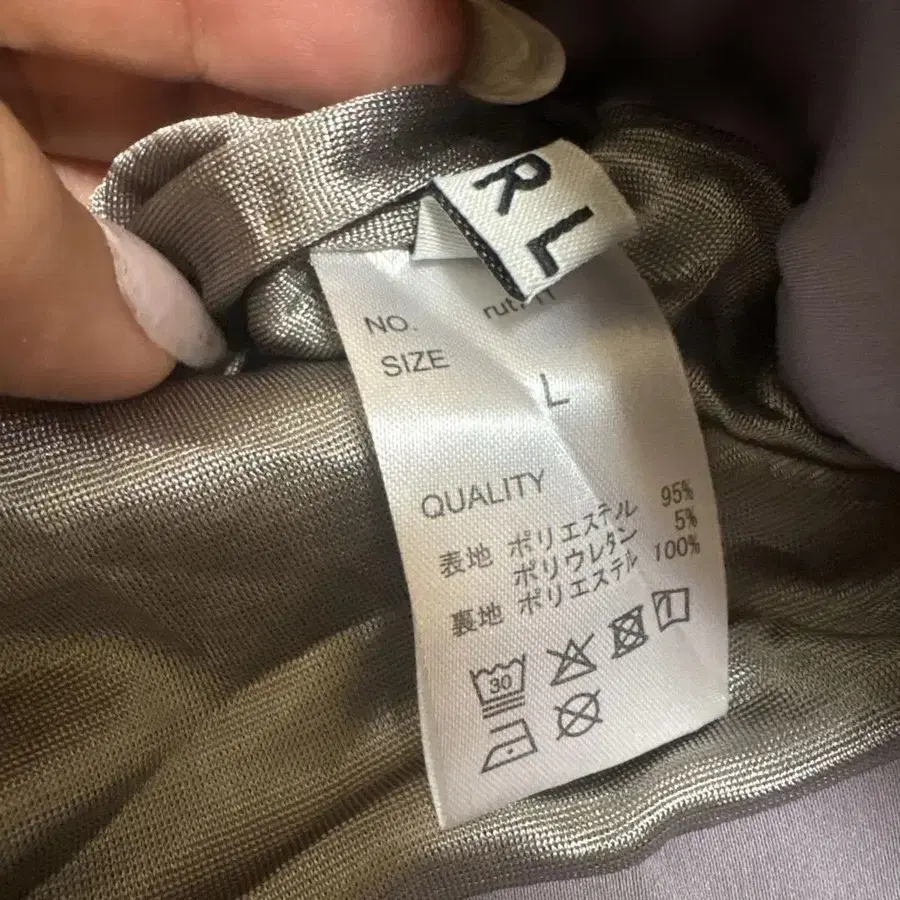 RL
NO.
SIZE L
QUALITY
表地 ポリエステル 95%
ポリウレタン 5%
裏地 ポリエステル 100%
30